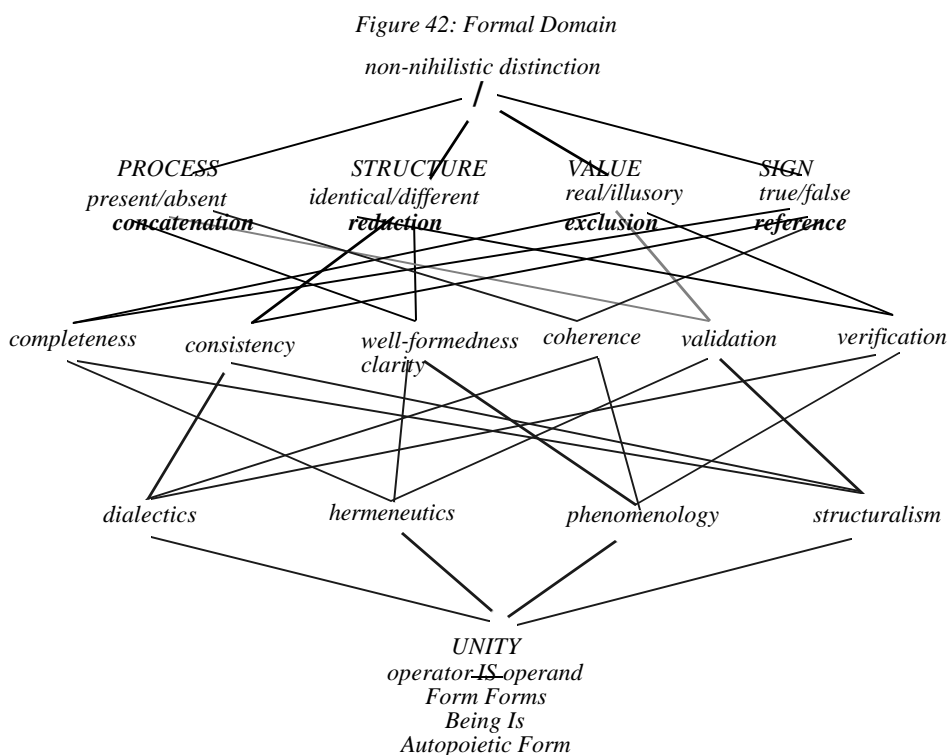 Figure 42: Formal Domain
non-nihilistic distinction
PROCESS STRUCTURE VALUE SIGN
present/absent identical/different real/illusory true/false
concatenation reduction exclusion reference
completeness consistency well-formedness coherence validation verification
clarity
dialectics hermeneutics phenomenology structuralism
UNITY
operator IS operand
Form Forms
Being Is
Autopoietic Form